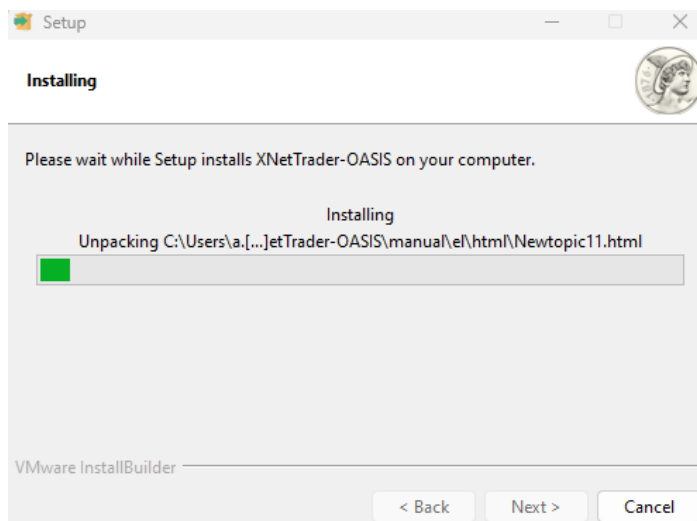 Setup
Installing
1876
Please wait while Setup installs XNetTrader-OASIS on your computer.
Installing
Unpacking C:\Users\a.[...]etTrader-OASIS\manual\el\html\Newtopic11.html
VMware InstallBuilder
< Back
Next >
Cancel